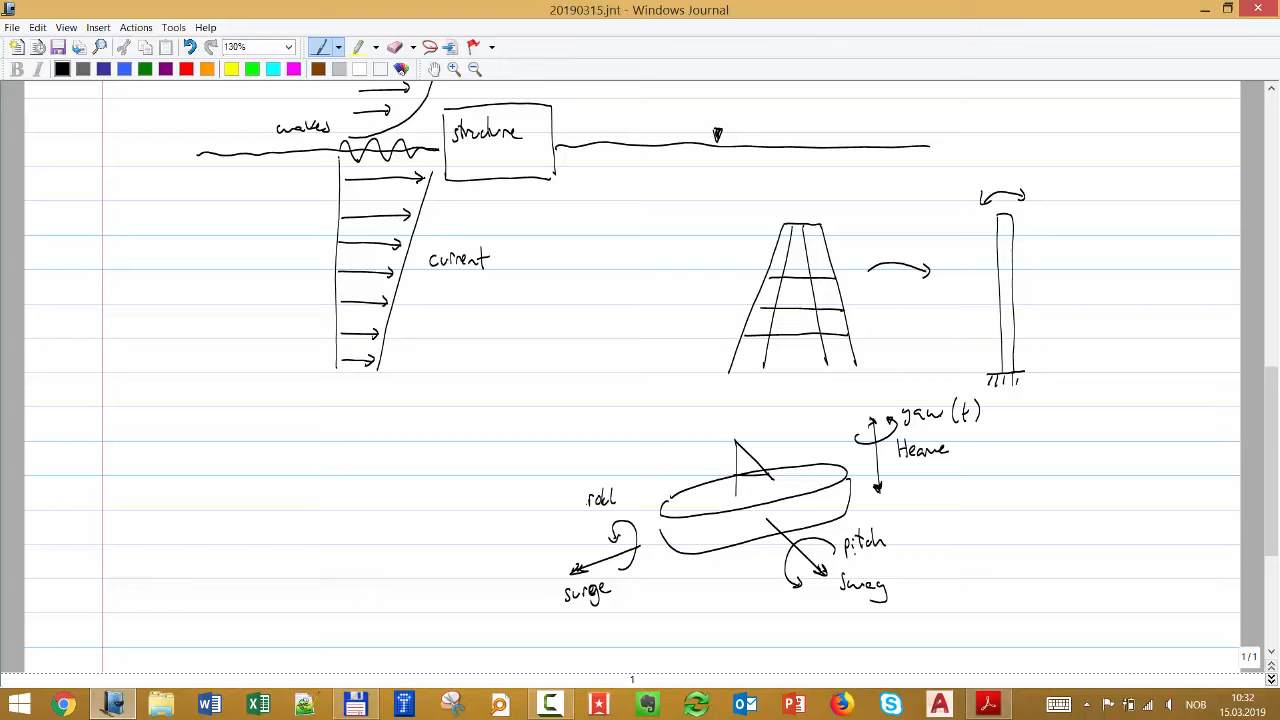 20190315.jnt - Windows Journal
File Edit View Insert Actions Tools Help
130%
B I
structure
current
yaw (t)
Heave
roll
pitch
surge
sway
1/1
1
10:32
NOB
15.03.2019